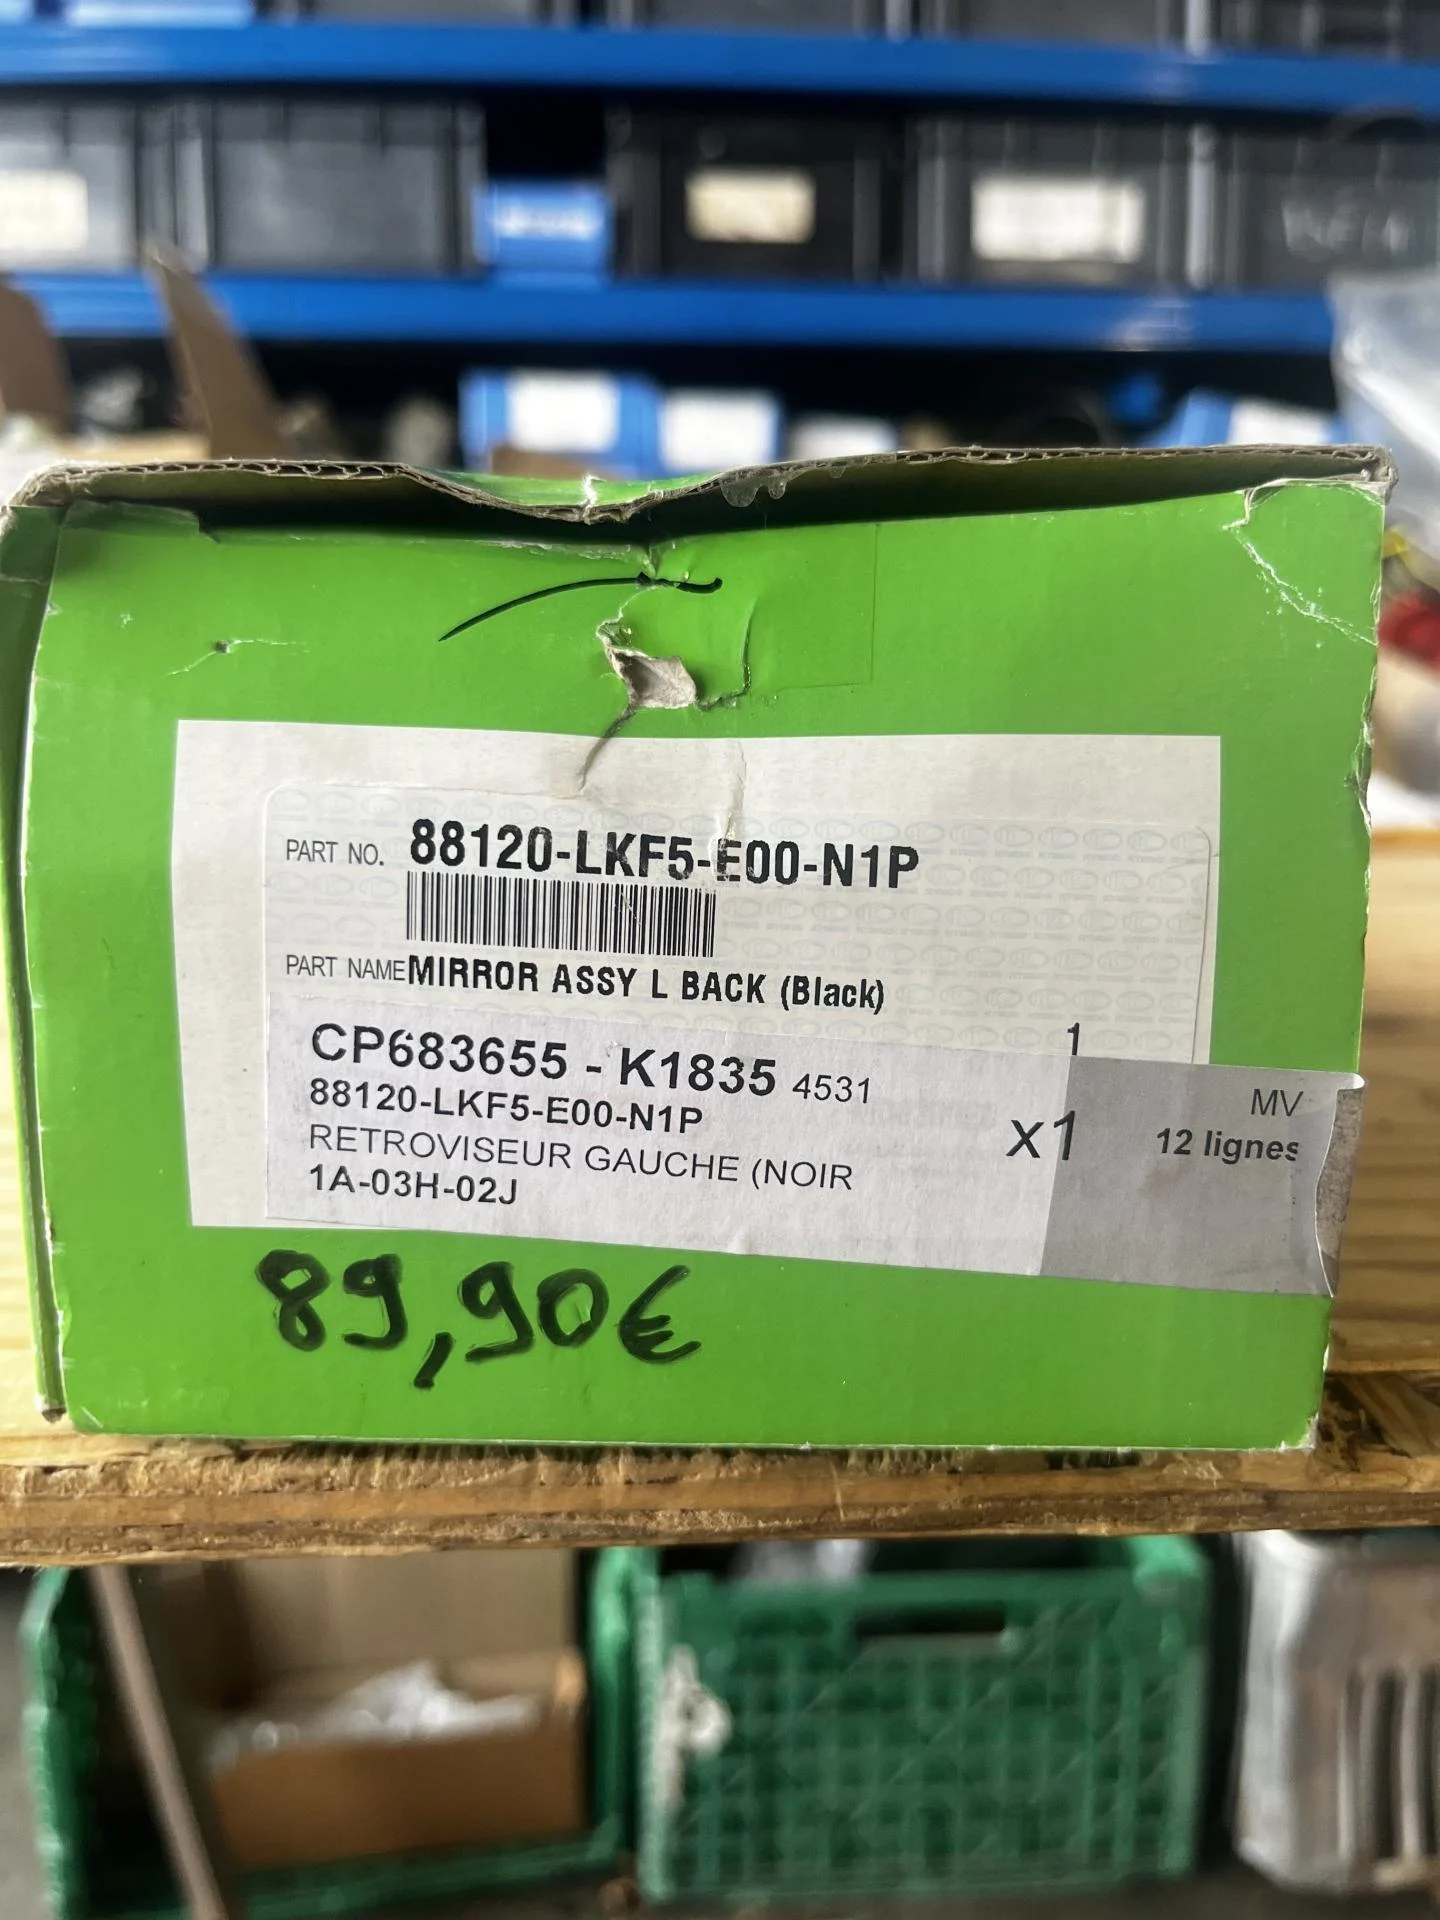 PART NO. 88120-LKF5-E00-N1P
PART NAME MIRROR ASSY L BACK (Black)
1
CP683655 - K1835 4531
88120-LKF5-E00-N1P
RETROVISEUR GAUCHE (NOIR
1A-03H-02J
x1
MV
12 lignes
89,90€